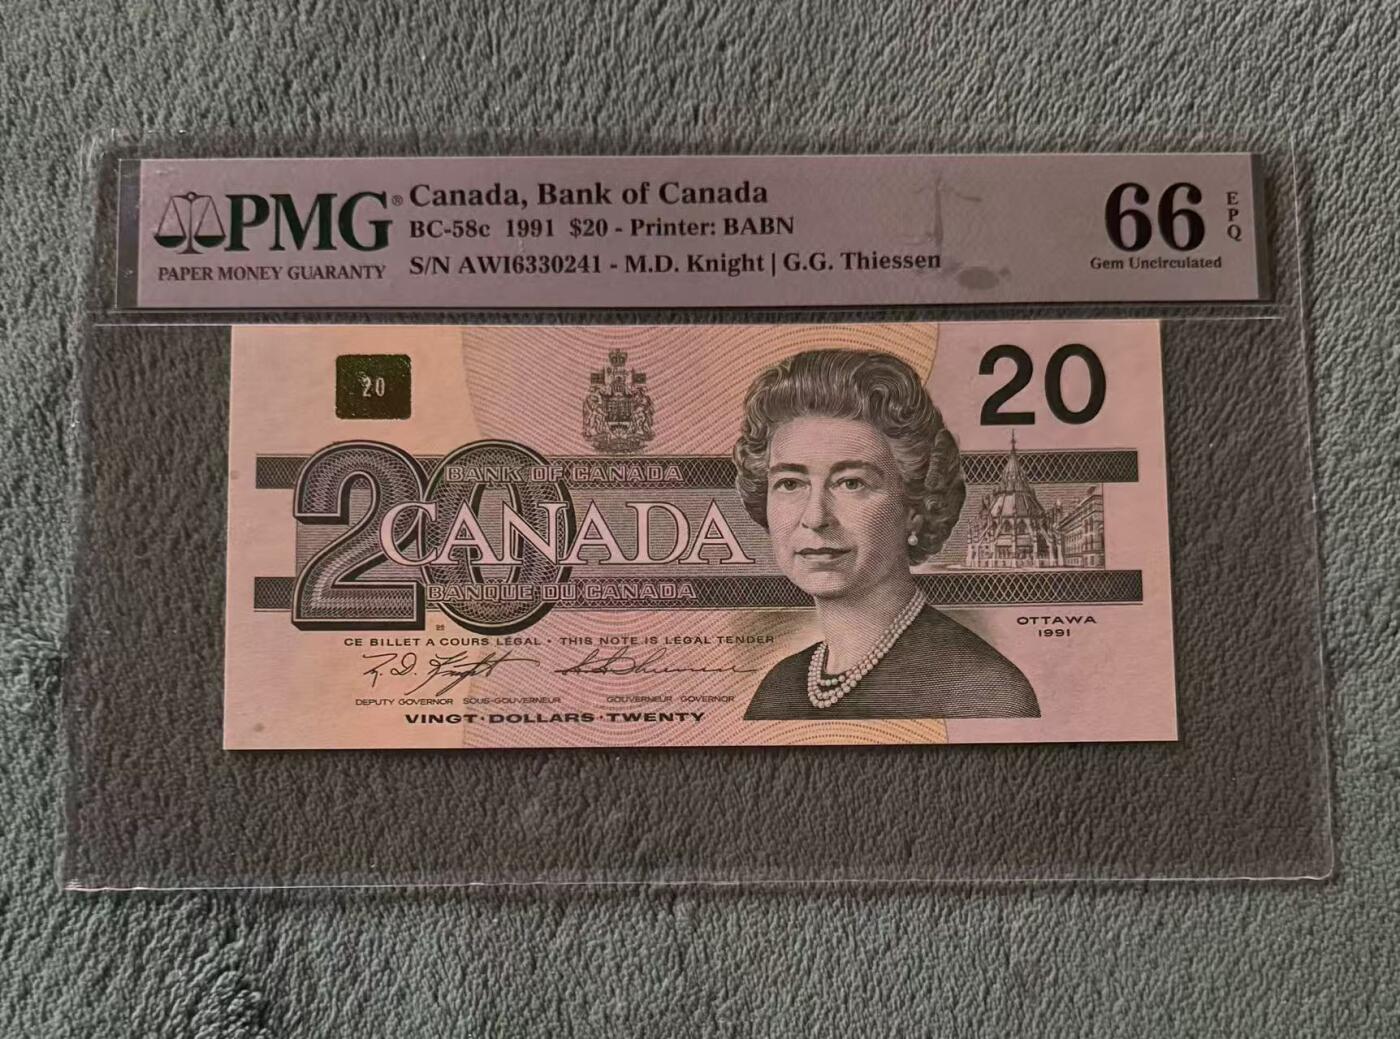 PMG®
PAPER MONEY GUARANTY
Canada, Bank of Canada
BC-58c 1991 $20 - Printer: BABN
S/N AWI6330241 - M.D. Knight | G.G. Thiessen
66
EPQ
Gem Uncirculated
20
20
20
BANK OF CANADA
CANADA
BANQUE DU CANADA
OTTAWA
1991
CE BILLET A COURS LÉGAL · THIS NOTE IS LEGAL TENDER
DEPUTY GOVERNOR SOUS-GOUVERNEUR GOUVERNEUR GOVERNOR
VINGT·DOLLARS·TWENTY